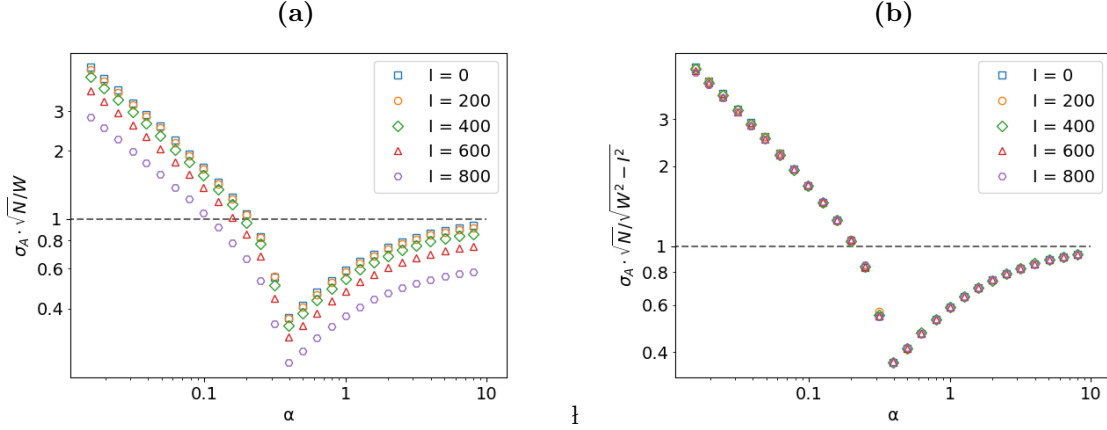 (a)
(b)
I = 0
I = 200
I = 400
I = 600
I = 800
3
2
1
0.8
0.6
0.4
σ_A · √N/W
0.1
1
10
α
I = 0
I = 200
I = 400
I = 600
I = 800
3
2
1
0.8
0.6
0.4
σ_A · √N/√W² − I²
0.1
1
10
α
ɫ